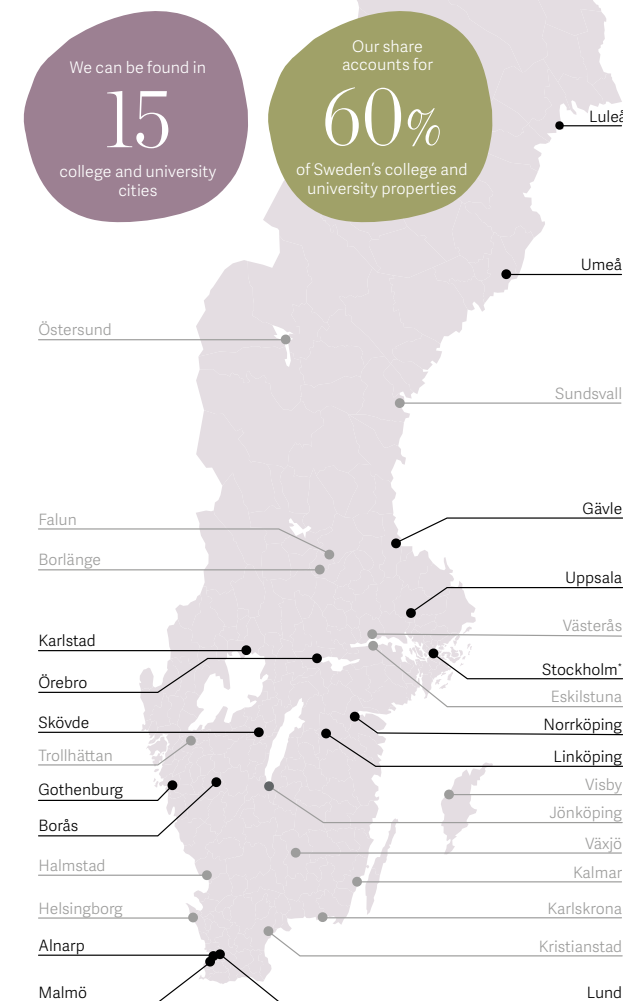 We can be found in
15
college and university
cities
Our share
accounts for
60%
of Sweden's college and
university properties
Luleå
Umeå
Östersund
Sundsvall
Gävle
Falun
Borlänge
Uppsala
Västerås
Karlstad
Stockholm*
Örebro
Eskilstuna
Skövde
Norrköping
Trollhättan
Linköping
Gothenburg
Visby
Jönköping
Borås
Växjö
Halmstad
Kalmar
Helsingborg
Karlskrona
Alnarp
Kristianstad
Malmö
Lund